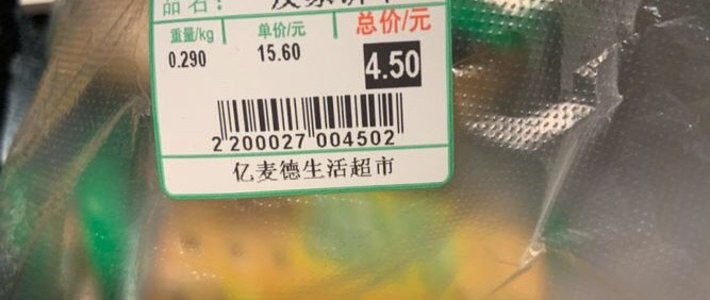 品名：
重量/kg 单价/元 总价/元
0.290 15.60 4.50
2 200027 004502
亿麦德生活超市